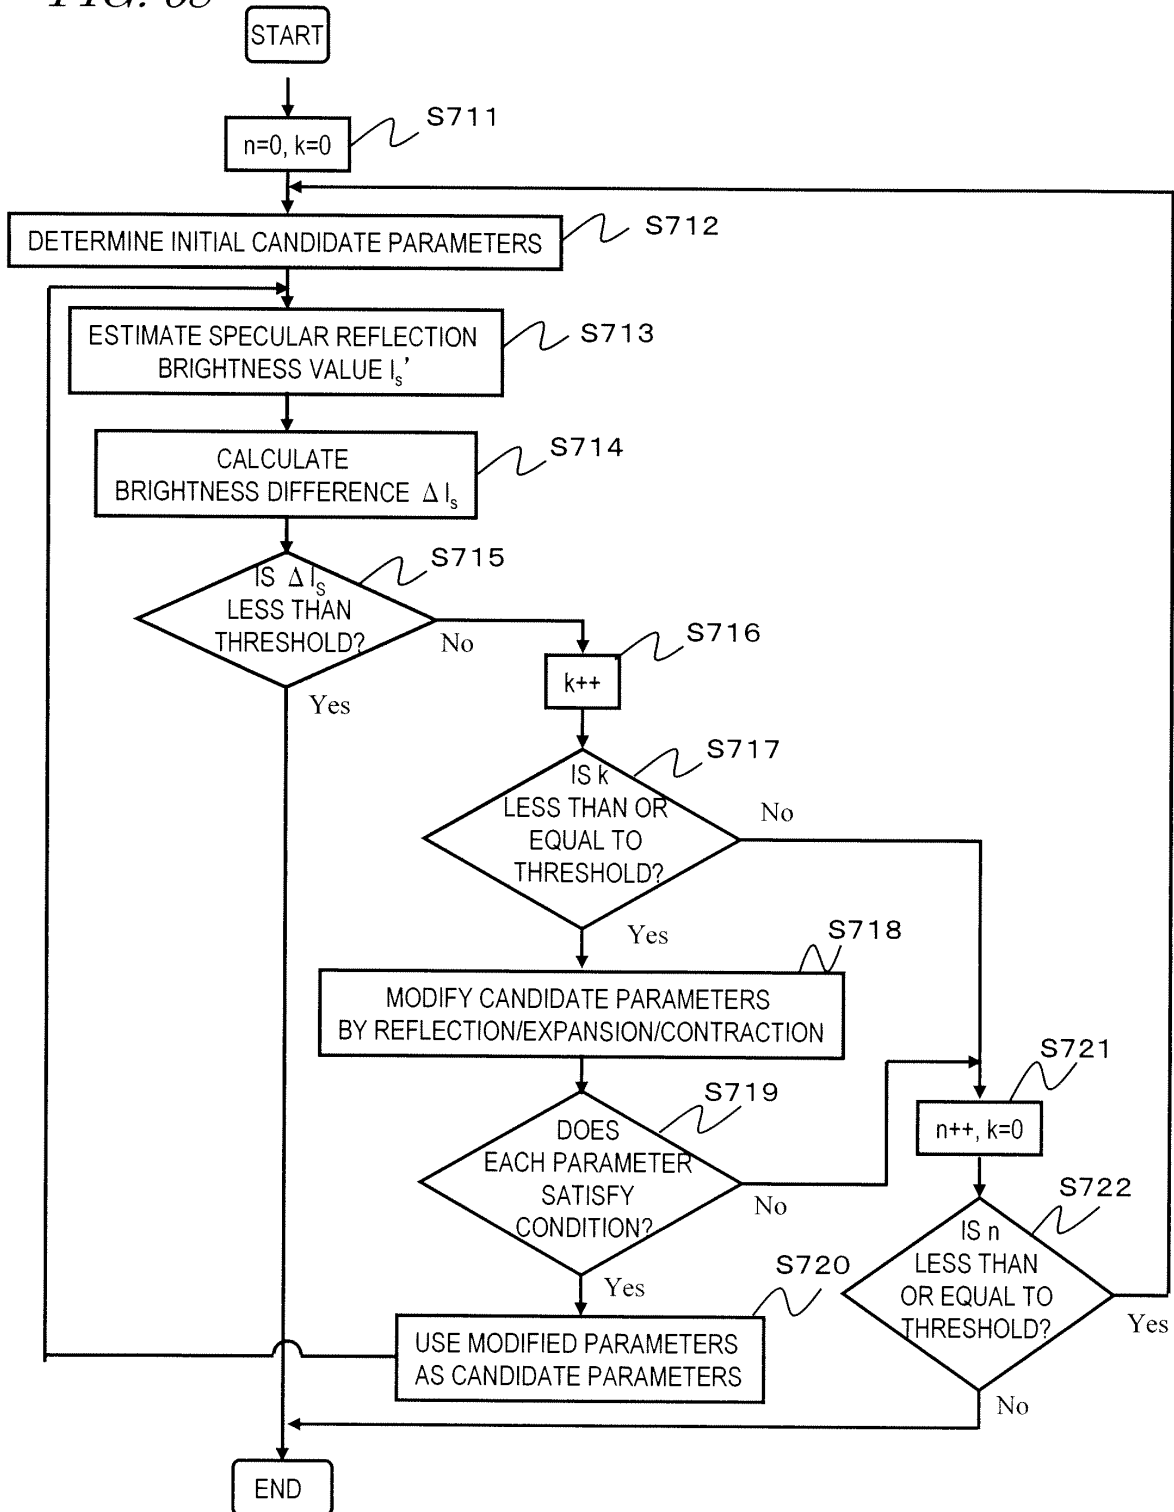 START
S711
n=0, k=0
S712
DETERMINE INITIAL CANDIDATE PARAMETERS
S713
ESTIMATE SPECULAR REFLECTION
BRIGHTNESS VALUE Is'
S714
CALCULATE
BRIGHTNESS DIFFERENCE Δ Is
S715
IS Δ IS
LESS THAN
THRESHOLD?
No
Yes
S716
k++
S717
IS k
LESS THAN OR
EQUAL TO
THRESHOLD?
No
Yes
S718
MODIFY CANDIDATE PARAMETERS
BY REFLECTION/EXPANSION/CONTRACTION
S719
DOES
EACH PARAMETER
SATISFY
CONDITION?
No
Yes
S720
USE MODIFIED PARAMETERS
AS CANDIDATE PARAMETERS
S721
n++, k=0
S722
IS n
LESS THAN
OR EQUAL TO
THRESHOLD?
Yes
No
END